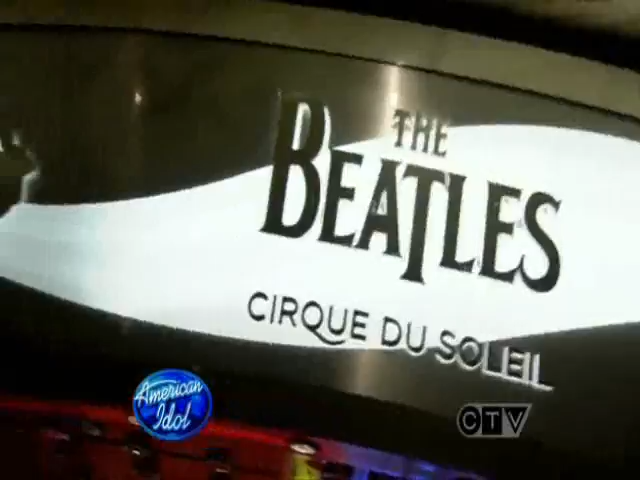 THE
BEATLES
CIRQUE DU SOLEIL
American
Idol
CTV